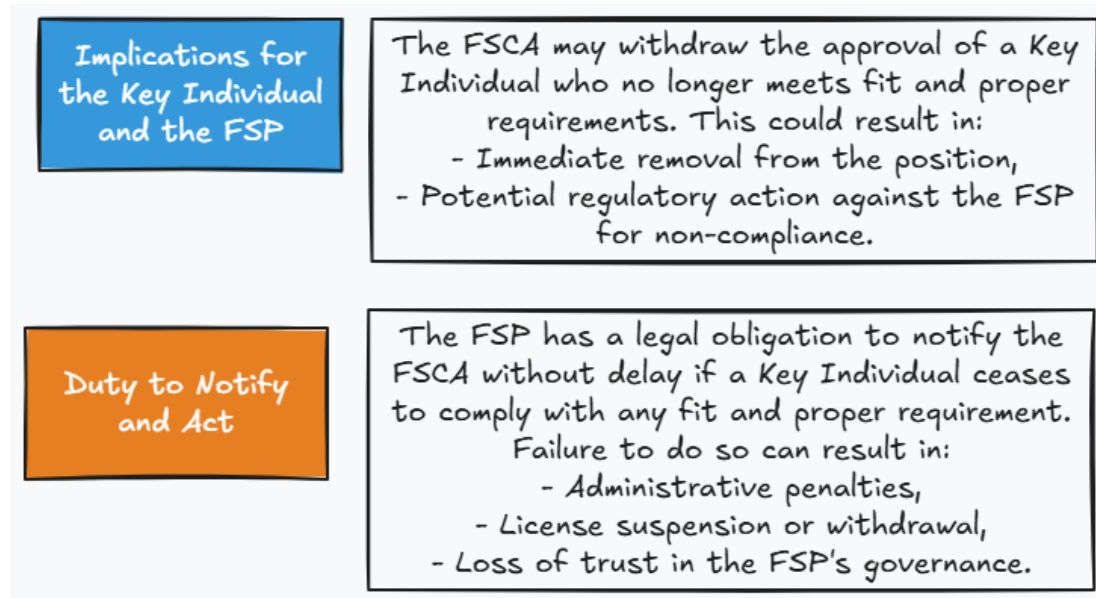 Implications for
the Key Individual
and the FSP
The FSCA may withdraw the approval of a Key
Individual who no longer meets fit and proper
requirements. This could result in:
- Immediate removal from the position,
- Potential regulatory action against the FSP
for non-compliance.
Duty to Notify
and Act
The FSP has a legal obligation to notify the
FSCA without delay if a Key Individual ceases
to comply with any fit and proper requirement.
Failure to do so can result in:
- Administrative penalties,
- License suspension or withdrawal,
- Loss of trust in the FSP's governance.